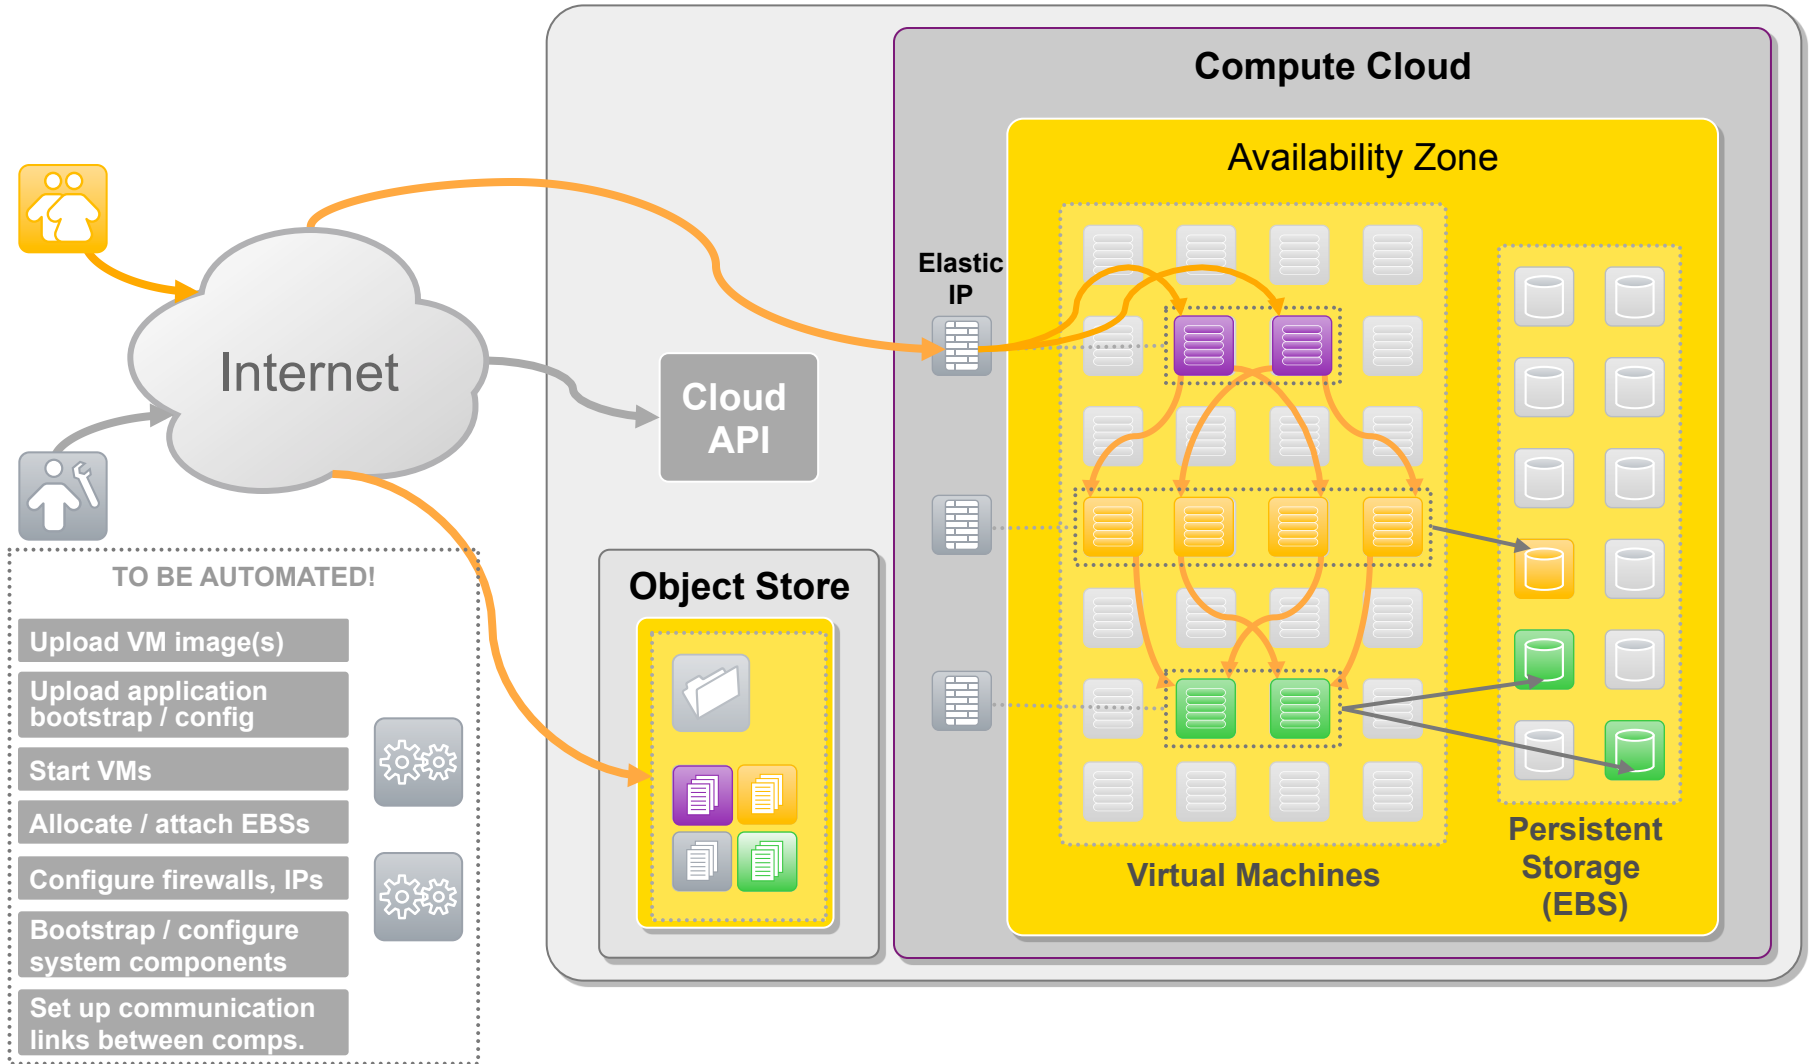 Compute Cloud
Availability Zone
Elastic
IP
Internet
Cloud
API
Object Store
TO BE AUTOMATED!
Upload VM image(s)
Upload application
bootstrap / config
Start VMs
Allocate / attach EBSs
Configure firewalls, IPs
Bootstrap / configure
system components
Set up communication
links between comps.
Virtual Machines
Persistent
Storage
(EBS)